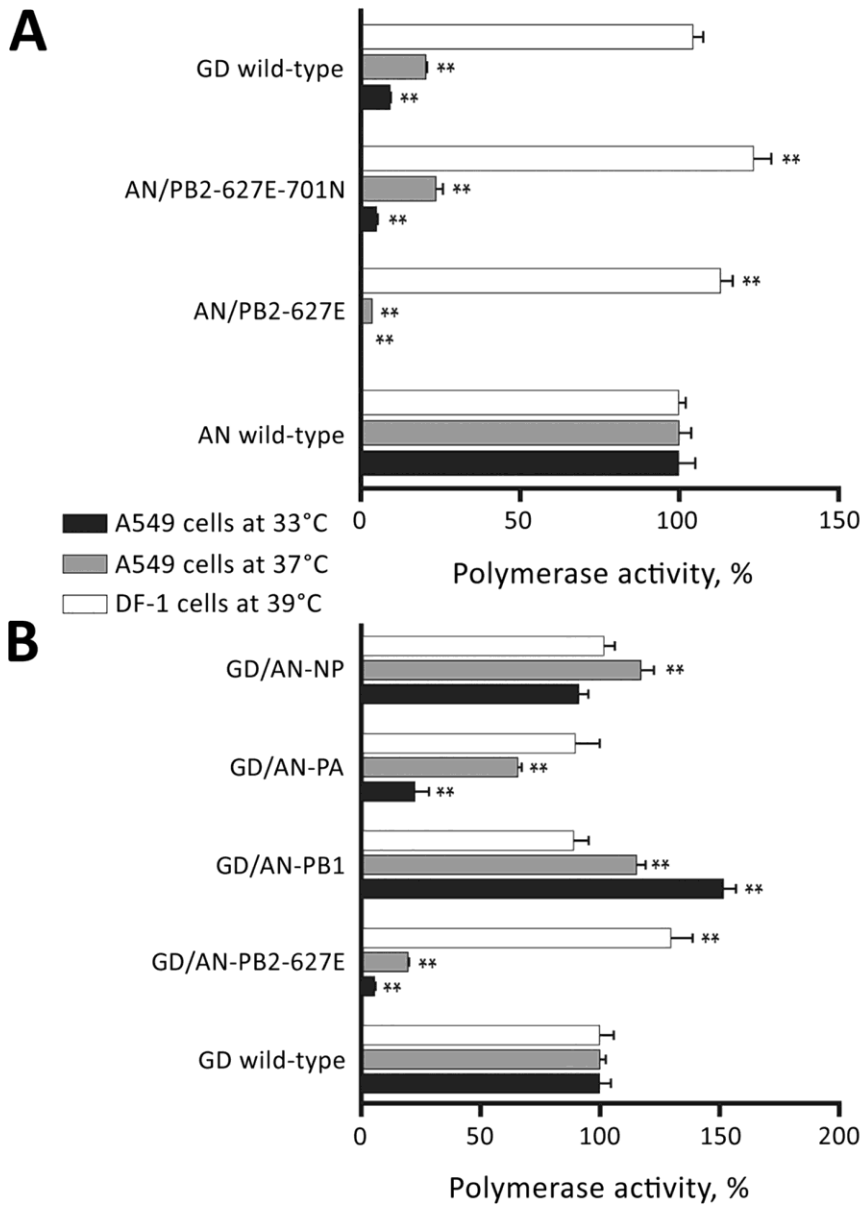 A
GD wild-type
**
**
AN/PB2-627E-701N
**
**
**
AN/PB2-627E
**
**
**
AN wild-type
0 50 100 150
Polymerase activity, %
A549 cells at 33°C
A549 cells at 37°C
DF-1 cells at 39°C
B
GD/AN-NP
**
GD/AN-PA
**
**
GD/AN-PB1
**
**
GD/AN-PB2-627E
**
**
**
GD wild-type
0 50 100 150 200
Polymerase activity, %